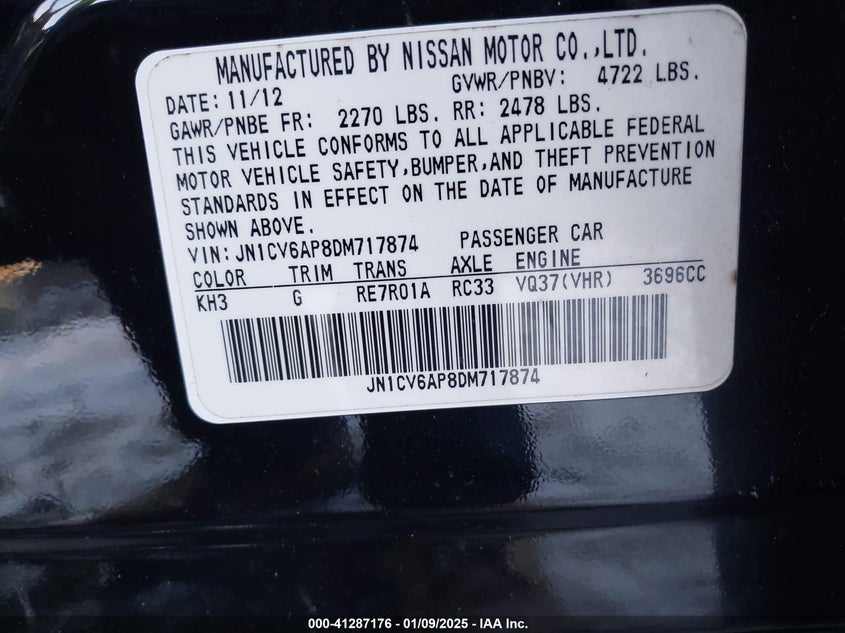 MANUFACTURED BY NISSAN MOTOR CO.,LTD.
DATE: 11/12 GVWR/PNBV: 4722 LBS.
GAWR/PNBE FR: 2270 LBS. RR: 2478 LBS.
THIS VEHICLE CONFORMS TO ALL APPLICABLE FEDERAL
MOTOR VEHICLE SAFETY,BUMPER,AND THEFT PREVENTION
STANDARDS IN EFFECT ON THE DATE OF MANUFACTURE
SHOWN ABOVE.
VIN:JN1CV6AP8DM717874 PASSENGER CAR
COLOR TRIM TRANS AXLE ENGINE
KH3 G RE7R01A RC33 VQ37(VHR) 3696CC
JN1CV6AP8DM717874
000-41287176 - 01/09/2025 - IAA Inc.